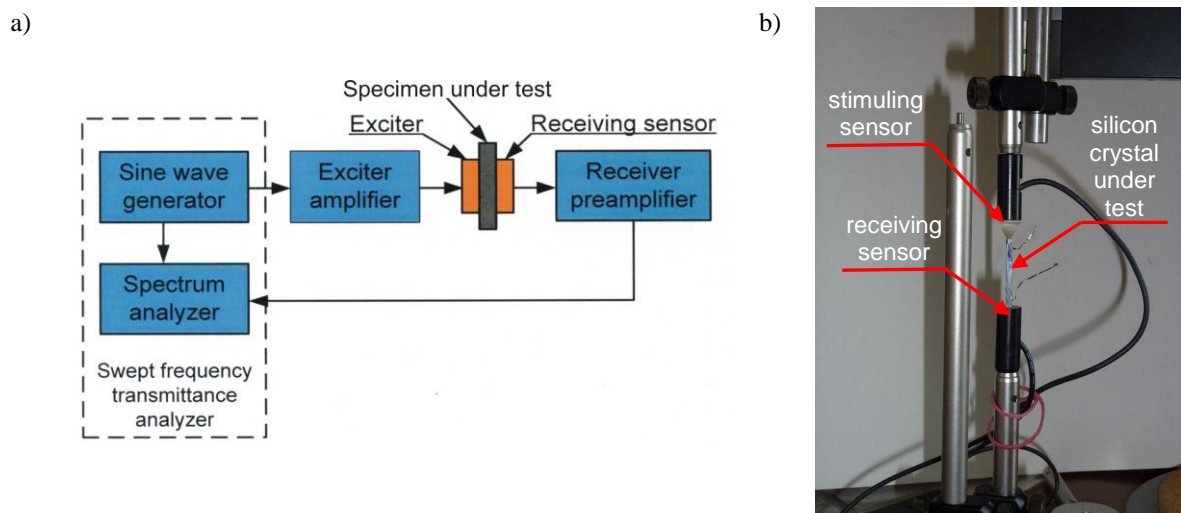 a)
b)
Specimen under test
Exciter
Receiving sensor
Sine wave
generator
Exciter
amplifier
Receiver
preamplifier
Spectrum
analyzer
Swept frequency
transmittance
analyzer
stimuling
sensor
silicon
crystal
under
test
receiving
sensor